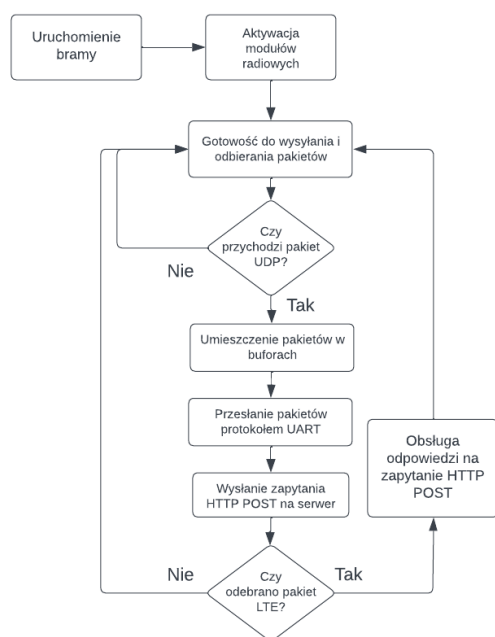 Uruchomienie
bramy
Aktywacja
modułów
radiowych
Gotowość do wysyłania i
odbierania pakietów
Czy
przychodzi pakiet
UDP?
Nie
Tak
Umieszczenie pakietów w
buforach
Przesłanie pakietów
protokołem UART
Wysłanie zapytania
HTTP POST na serwer
Obsługa
odpowiedzi na
zapytanie HTTP
POST
Czy
odebrano pakiet
LTE?
Nie
Tak